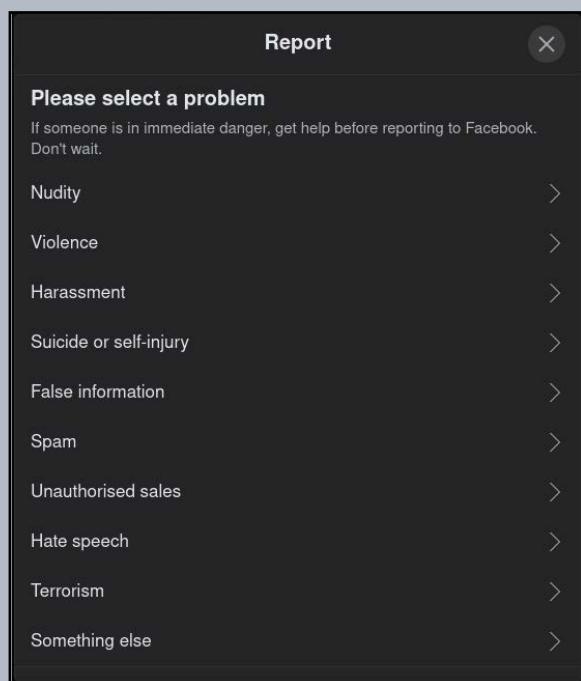 Report
Please select a problem
If someone is in immediate danger, get help before reporting to Facebook.
Don't wait.
Nudity
Violence
Harassment
Suicide or self-injury
False information
Spam
Unauthorised sales
Hate speech
Terrorism
Something else